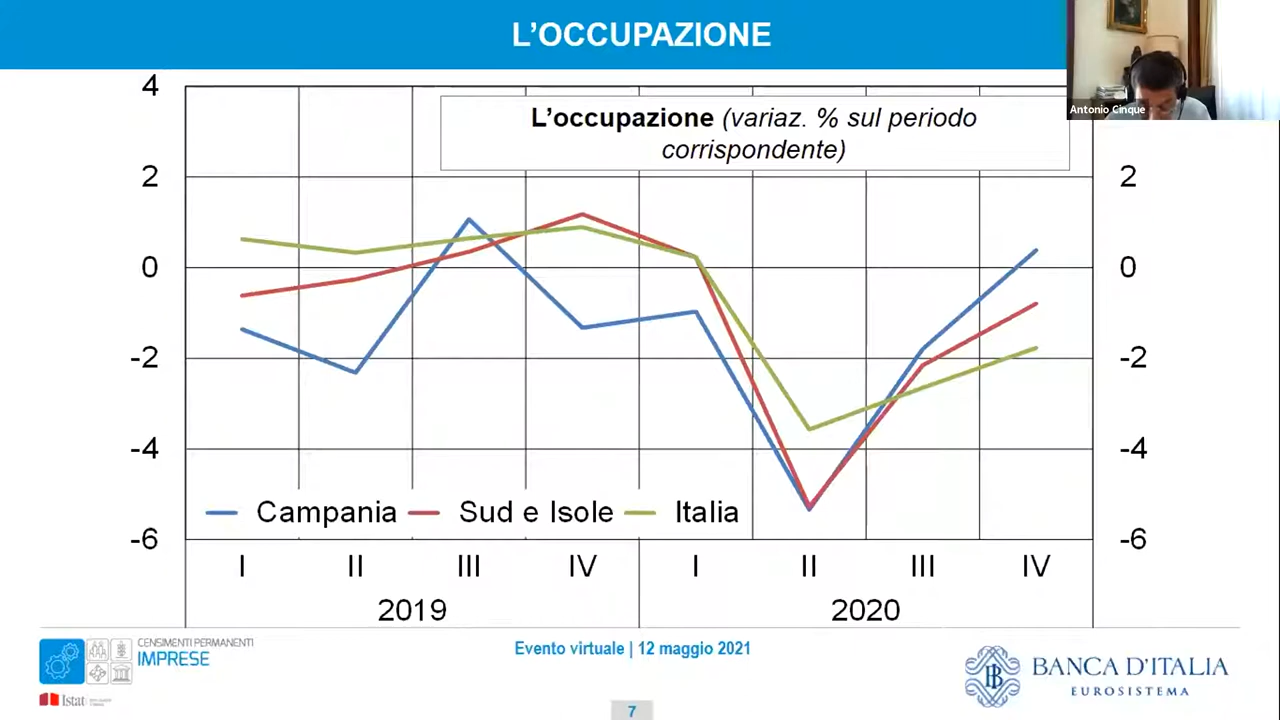 L'OCCUPAZIONE
Antonio Cinque
L'occupazione (variaz. % sul periodo
corrispondente)
4
2 2
0 0
-2 -2
-4 -4
-6 -6
Campania Sud e Isole Italia
I II III IV I II III IV
2019 2020
CENSIMENTI PERMANENTI
IMPRESE
Istat
Evento virtuale | 12 maggio 2021
BANCA D'ITALIA
EUROSISTEMA
7